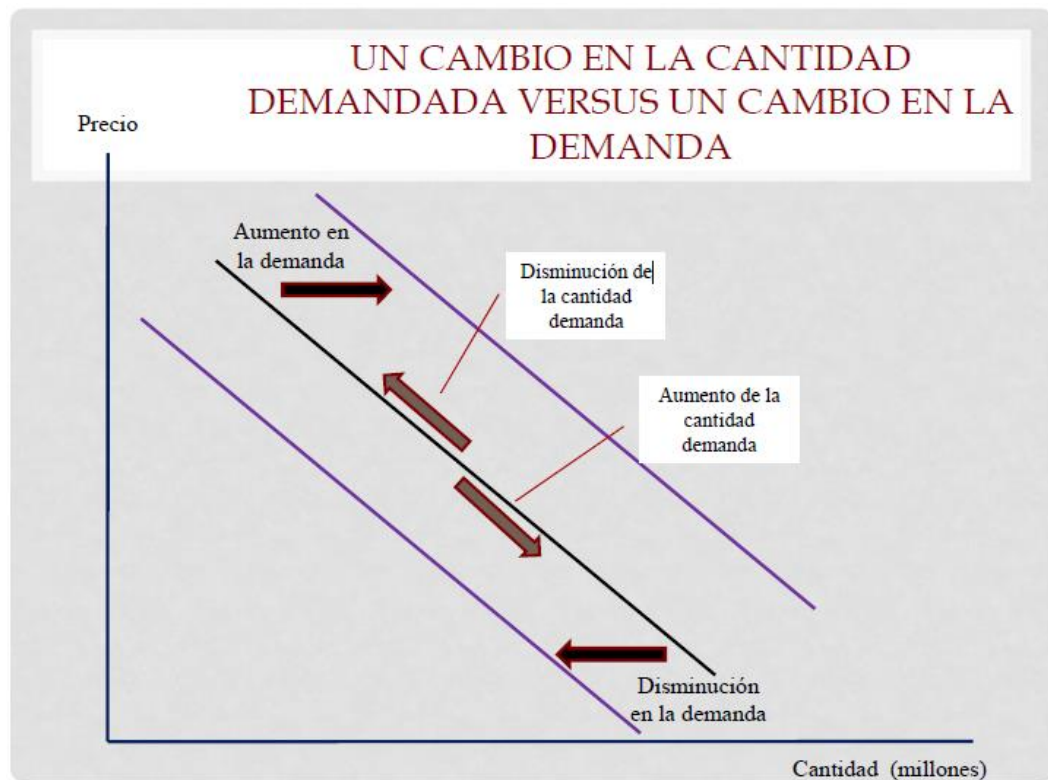 UN CAMBIO EN LA CANTIDAD
DEMANDADA VERSUS UN CAMBIO EN LA
DEMANDA
Precio
Aumento en
la demanda
Disminución de
la cantidad
demanda
Aumento de la
cantidad
demanda
Disminución
en la demanda
Cantidad (millones)